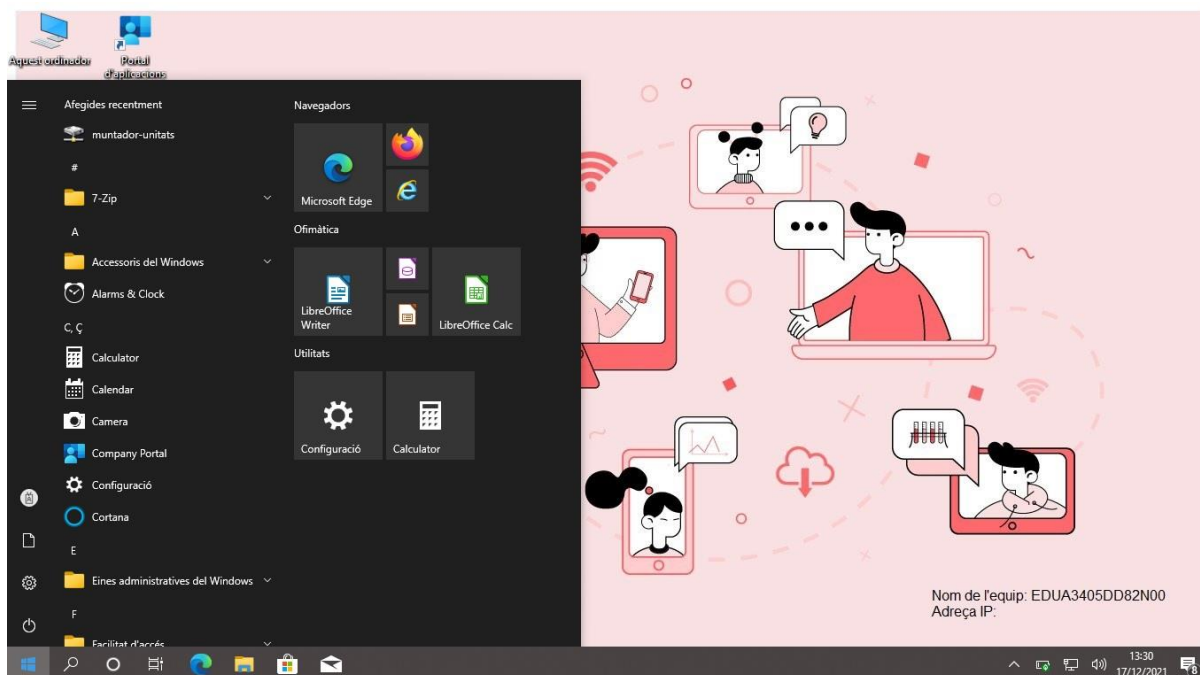 Aquest ordinador
Portal
d'aplicacions
Afegides recentment
muntador-unitats
#
7-Zip
A
Accessoris del Windows
Alarms & Clock
C, Ç
Calculator
Calendar
Camera
Company Portal
Configuració
Cortana
E
Eines administratives del Windows
F
Facilitat d'accés
Navegadors
Microsoft Edge
Ofimàtica
LibreOffice
Writer
LibreOffice Calc
Utilitats
Configuració
Calculator
Nom de l'equip: EDUA3405DD82N00
Adreça IP:
13:30
17/12/2021
8